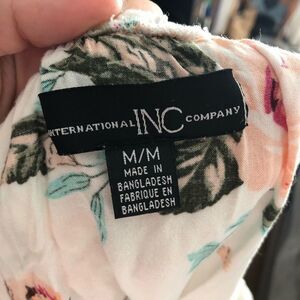 INTERNATIONAL INC COMPANY
M/M
MADE IN
BANGLADESH
FABRIQUE EN
BANGLADESH